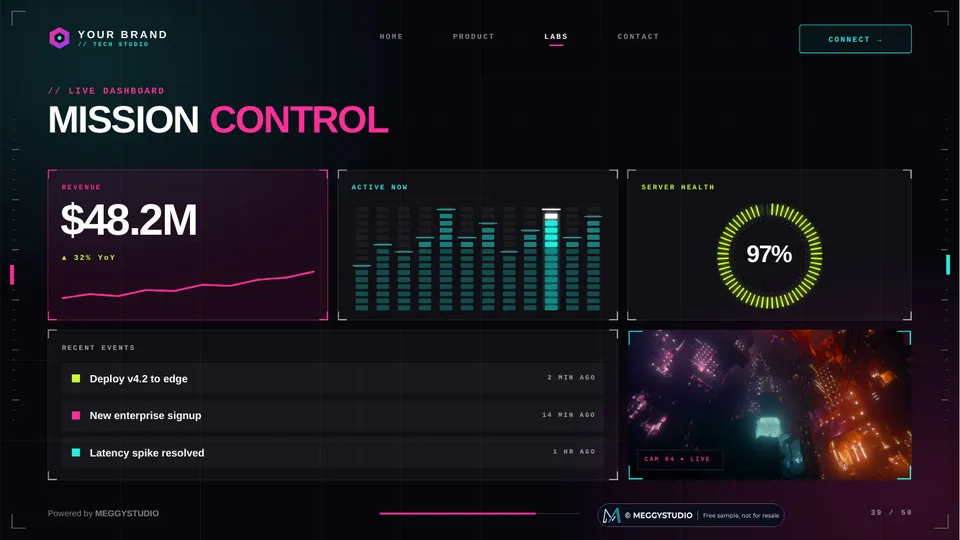 YOUR BRAND
// TECH STUDIO
HOME
PRODUCT
LABS
CONTACT
CONNECT →
// LIVE DASHBOARD
MISSION CONTROL
REVENUE
$48.2M
▲ 32% YoY
ACTIVE NOW
SERVER HEALTH
97%
RECENT EVENTS
Deploy v4.2 to edge
2 MIN AGO
New enterprise signup
14 MIN AGO
Latency spike resolved
1 HR AGO
CAM 04 ● LIVE
Powered by MEGGYSTUDIO
© MEGGYSTUDIO | Free sample, not for resale
39 / 50